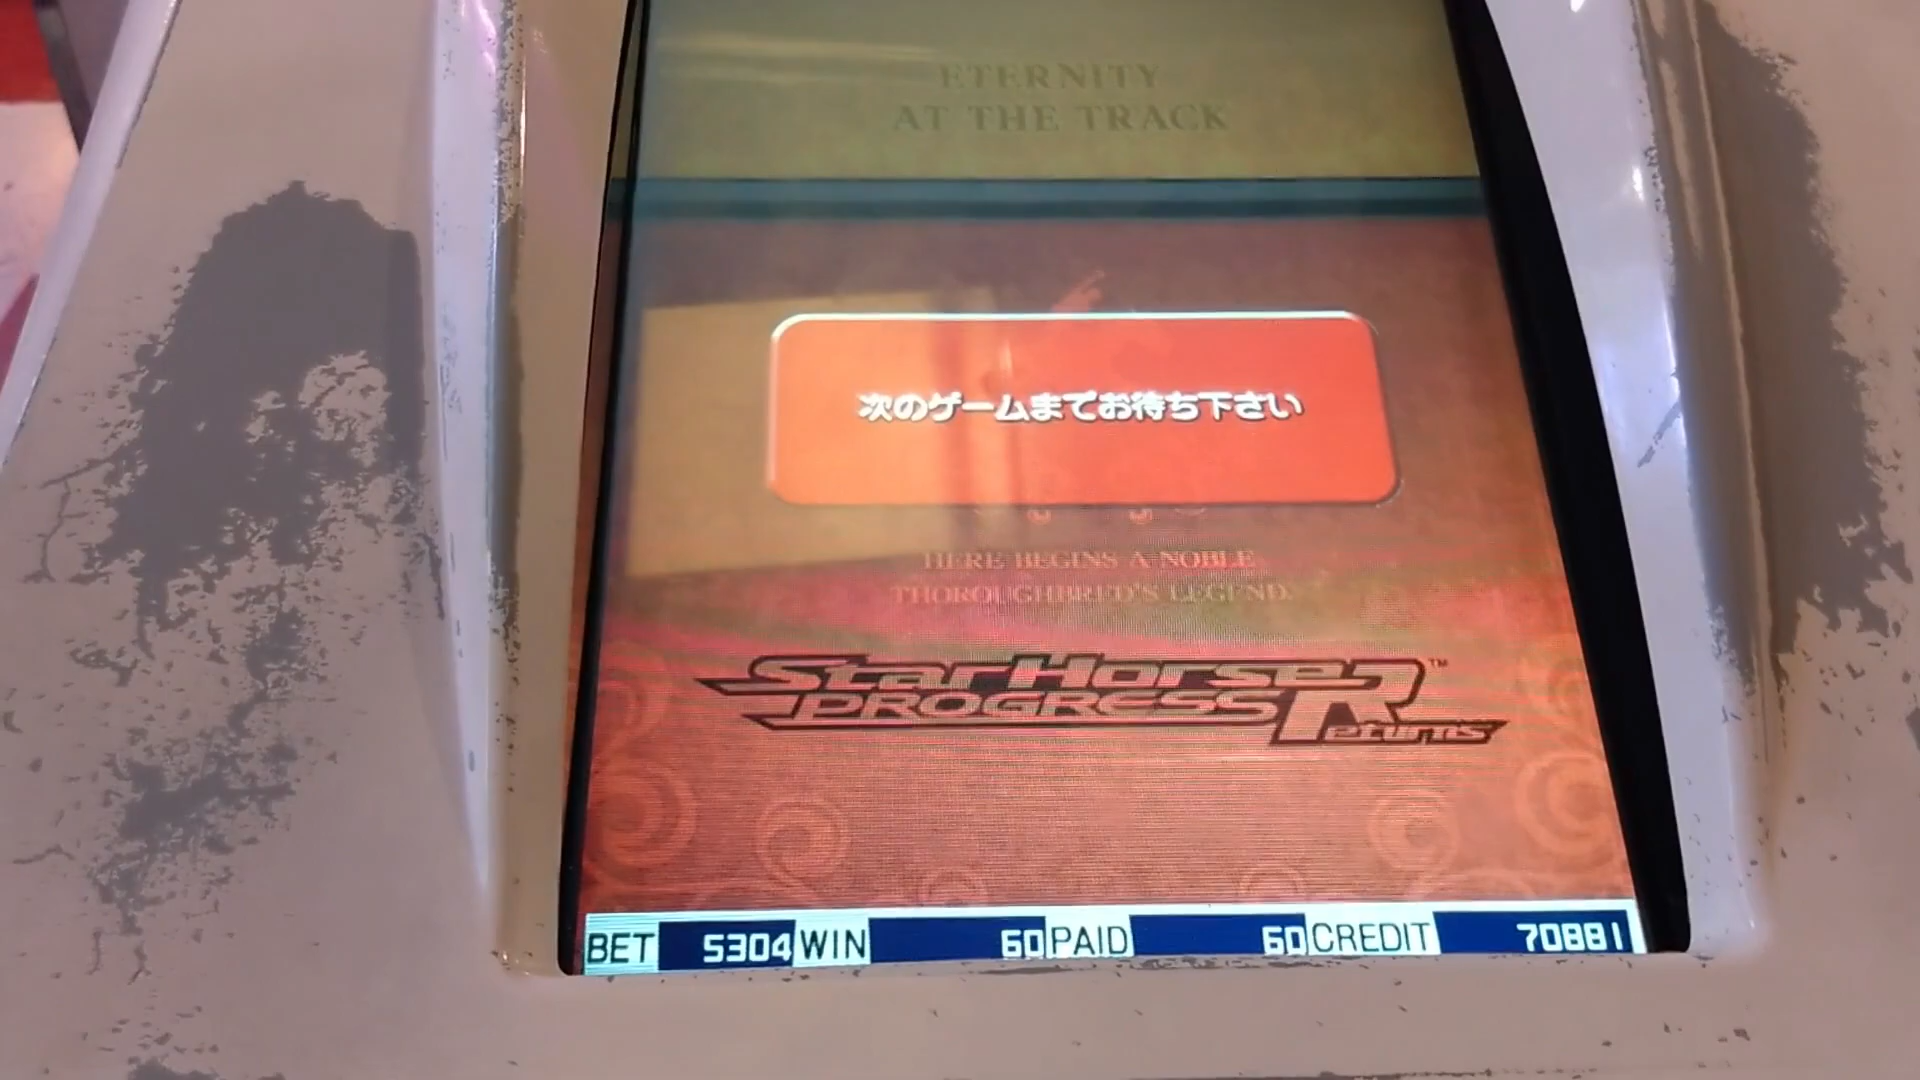 ETERNITY
AT THE TRACK
次のゲームまでお待ち下さい
HERE BEGINS A NOBLE
THOROUGHBRED'S LEGEND.
StarHorse™
PROGRESS Returns
BET 5304 WIN 60 PAID 60 CREDIT 70881